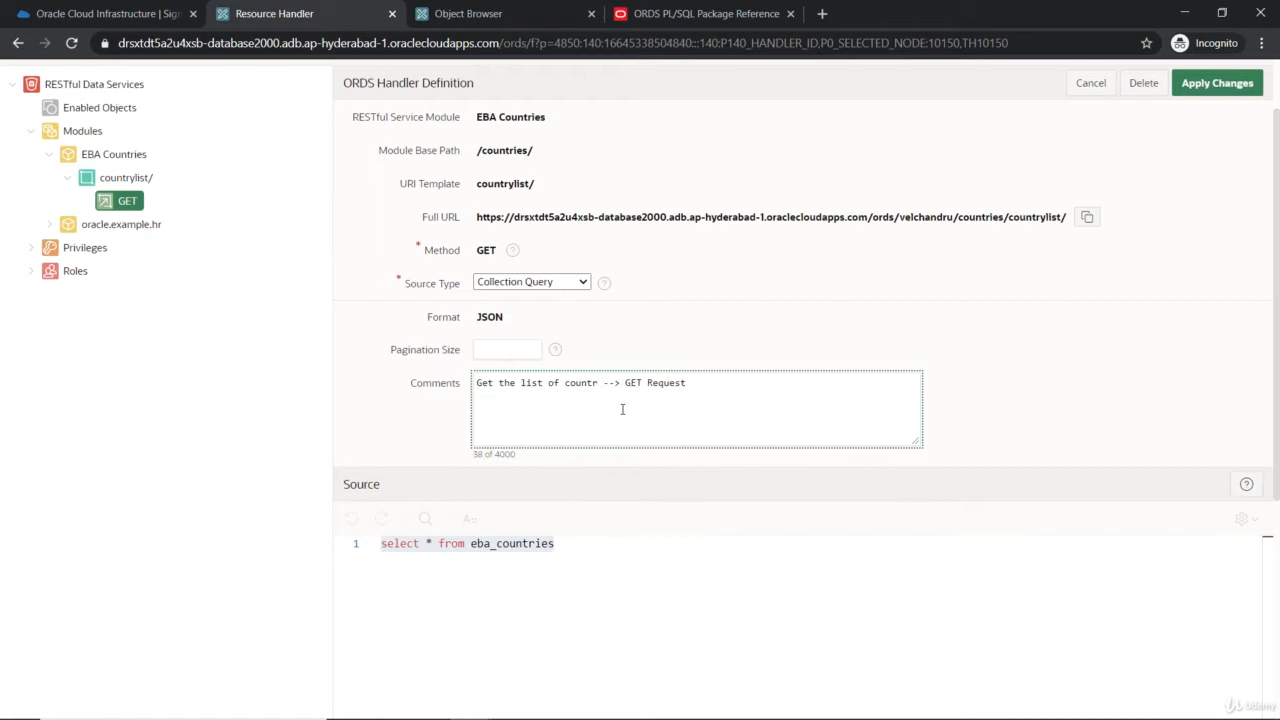 Oracle Cloud Infrastructure | Sign
Resource Handler
Object Browser
ORDS PL/SQL Package Reference
drsxtdt5a2u4xsb-database2000.adb.ap-hyderabad-1.oraclecloudapps.com/ords/f?p=4850:140:16645338504840:::140:P140_HANDLER_ID,P0_SELECTED_NODE:10150,TH10150
Incognito
RESTful Data Services
Enabled Objects
Modules
EBA Countries
countrylist/
GET
oracle.example.hr
Privileges
Roles
ORDS Handler Definition
Cancel
Delete
Apply Changes
RESTful Service Module EBA Countries
Module Base Path /countries/
URI Template countrylist/
Full URL https://drsxtdt5a2u4xsb-database2000.adb.ap-hyderabad-1.oraclecloudapps.com/ords/velchandru/countries/countrylist/
* Method GET
* Source Type Collection Query
Format JSON
Pagination Size
Comments Get the list of countr --> GET Request
38 of 4000
Source
1 select * from eba_countries
Udemy